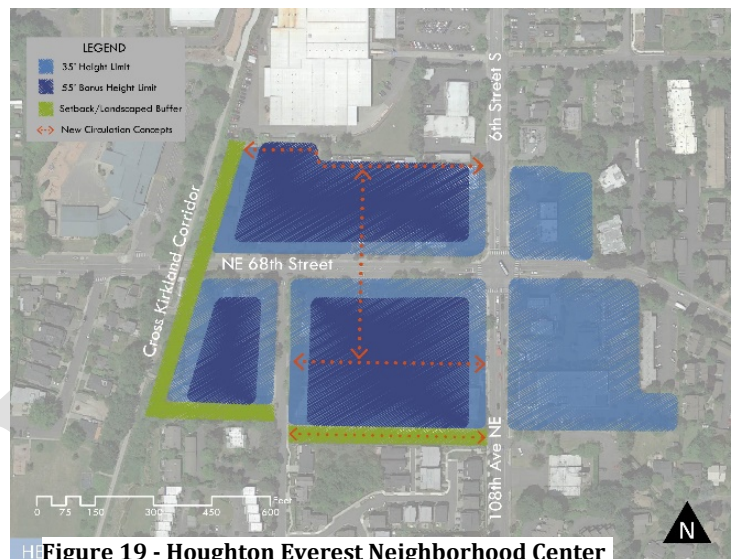 LEGEND
35' Height Limit
55' Bonus Height Limit
Setback/Landscaped Buffer
New Circulation Concepts
6th Street S
Cross Kirkland Corridor
NE 68th Street
108th Ave NE
0 75 150 300 450 600
Feet
N
HE
Figure 19 - Houghton Everest Neighborhood Center